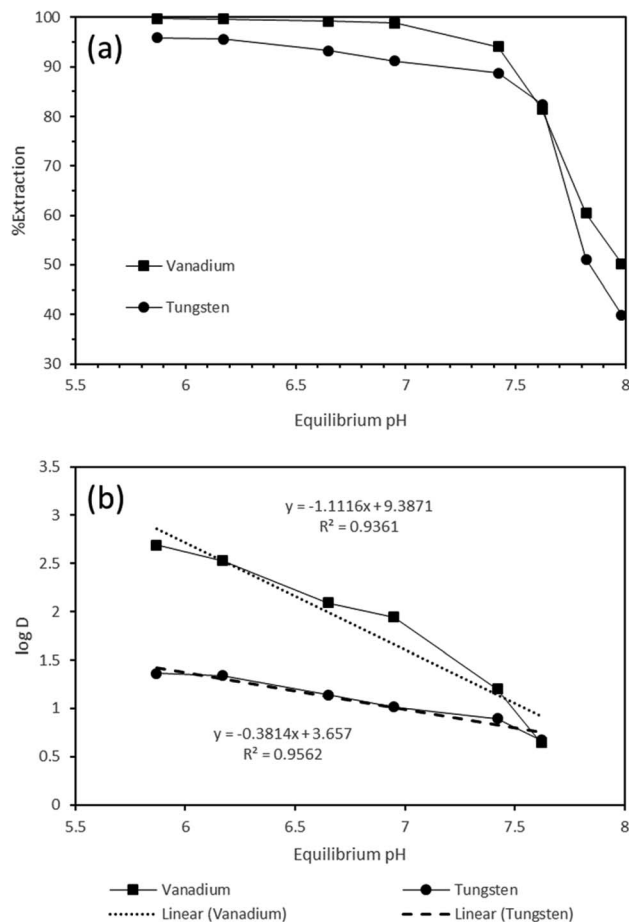 (a)
100
90
80
70
60
50
40
30
%Extraction
Vanadium
Tungsten
5.5 6 6.5 7 7.5 8
Equilibrium pH
(b)
3.5
3
2.5
2
1.5
1
0.5
0
log D
y = -1.1116x + 9.3871
R² = 0.9361
y = -0.3814x + 3.657
R² = 0.9562
5.5 6 6.5 7 7.5 8
Equilibrium pH
Vanadium Tungsten
Linear (Vanadium) Linear (Tungsten)